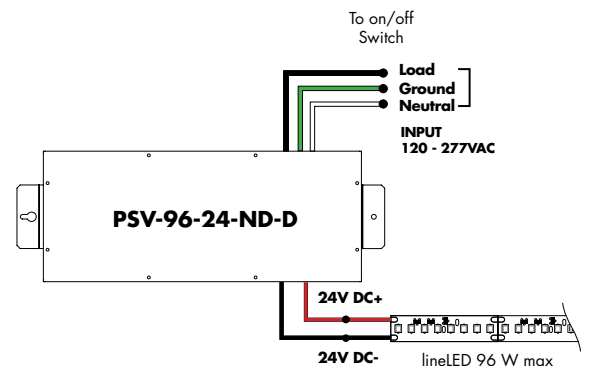 To on/off
Switch
Load
Ground
Neutral
INPUT
120 - 277VAC
PSV-96-24-ND-D
24V DC+
24V DC-
lineLED 96 W max